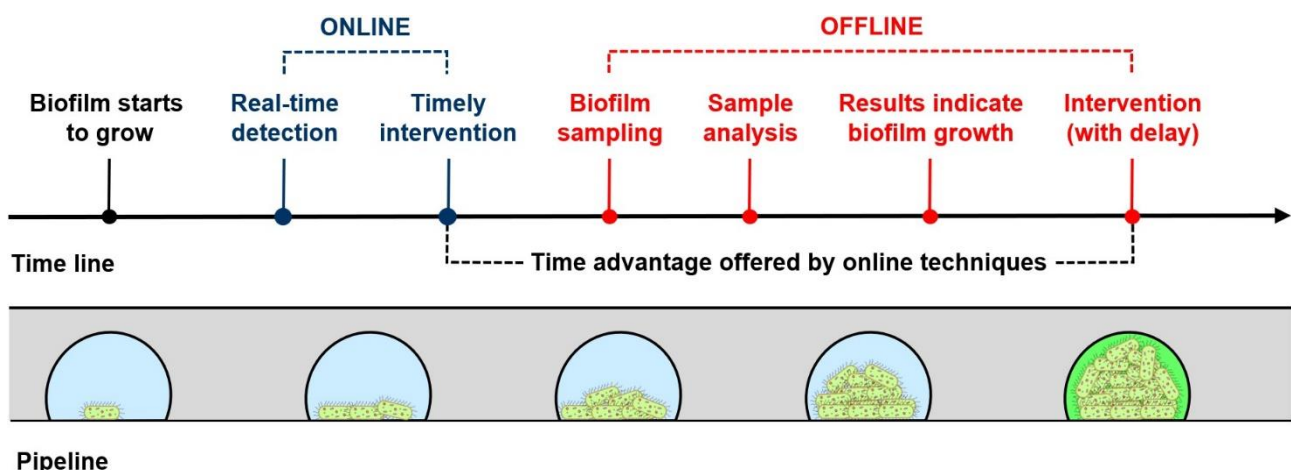 ONLINE
OFFLINE
Biofilm starts
to grow
Real-time
detection
Timely
intervention
Biofilm
sampling
Sample
analysis
Results indicate
biofilm growth
Intervention
(with delay)
Time line
Time advantage offered by online techniques
Pipeline